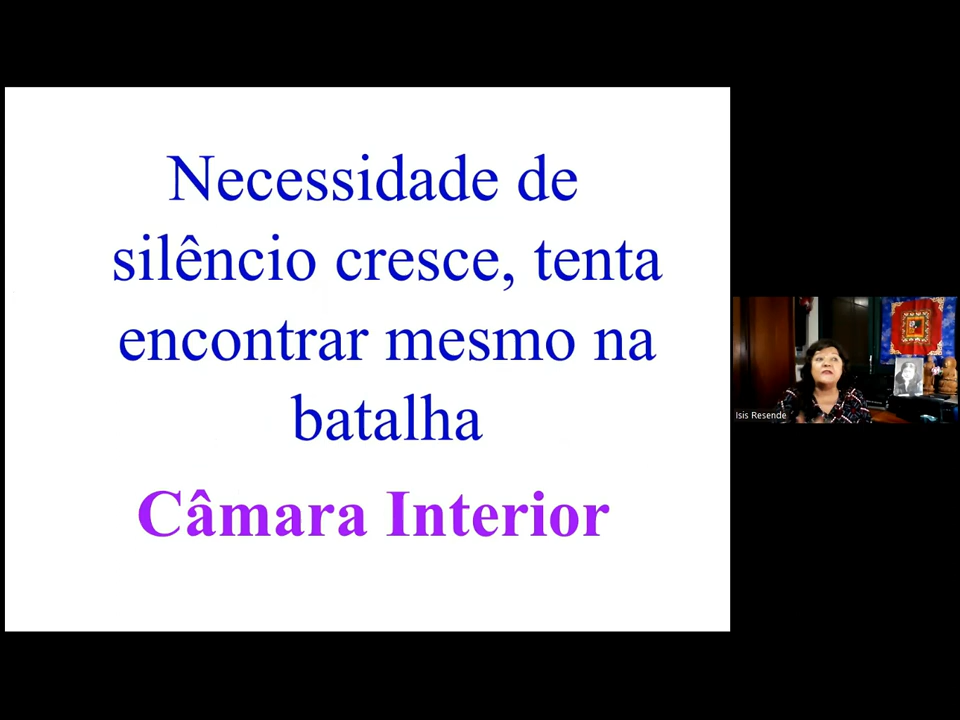 Necessidade de
silêncio cresce, tenta
encontrar mesmo na
batalha
Câmara Interior
Isis Resende